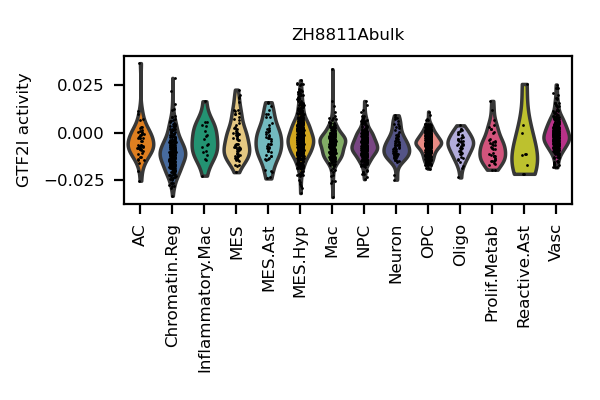 ZH8811Abulk
GTF2I activity
0.025
0.000
−0.025
AC
Chromatin.Reg
Inflammatory.Mac
MES
MES.Ast
MES.Hyp
Mac
NPC
Neuron
OPC
Oligo
Prolif.Metab
Reactive.Ast
Vasc